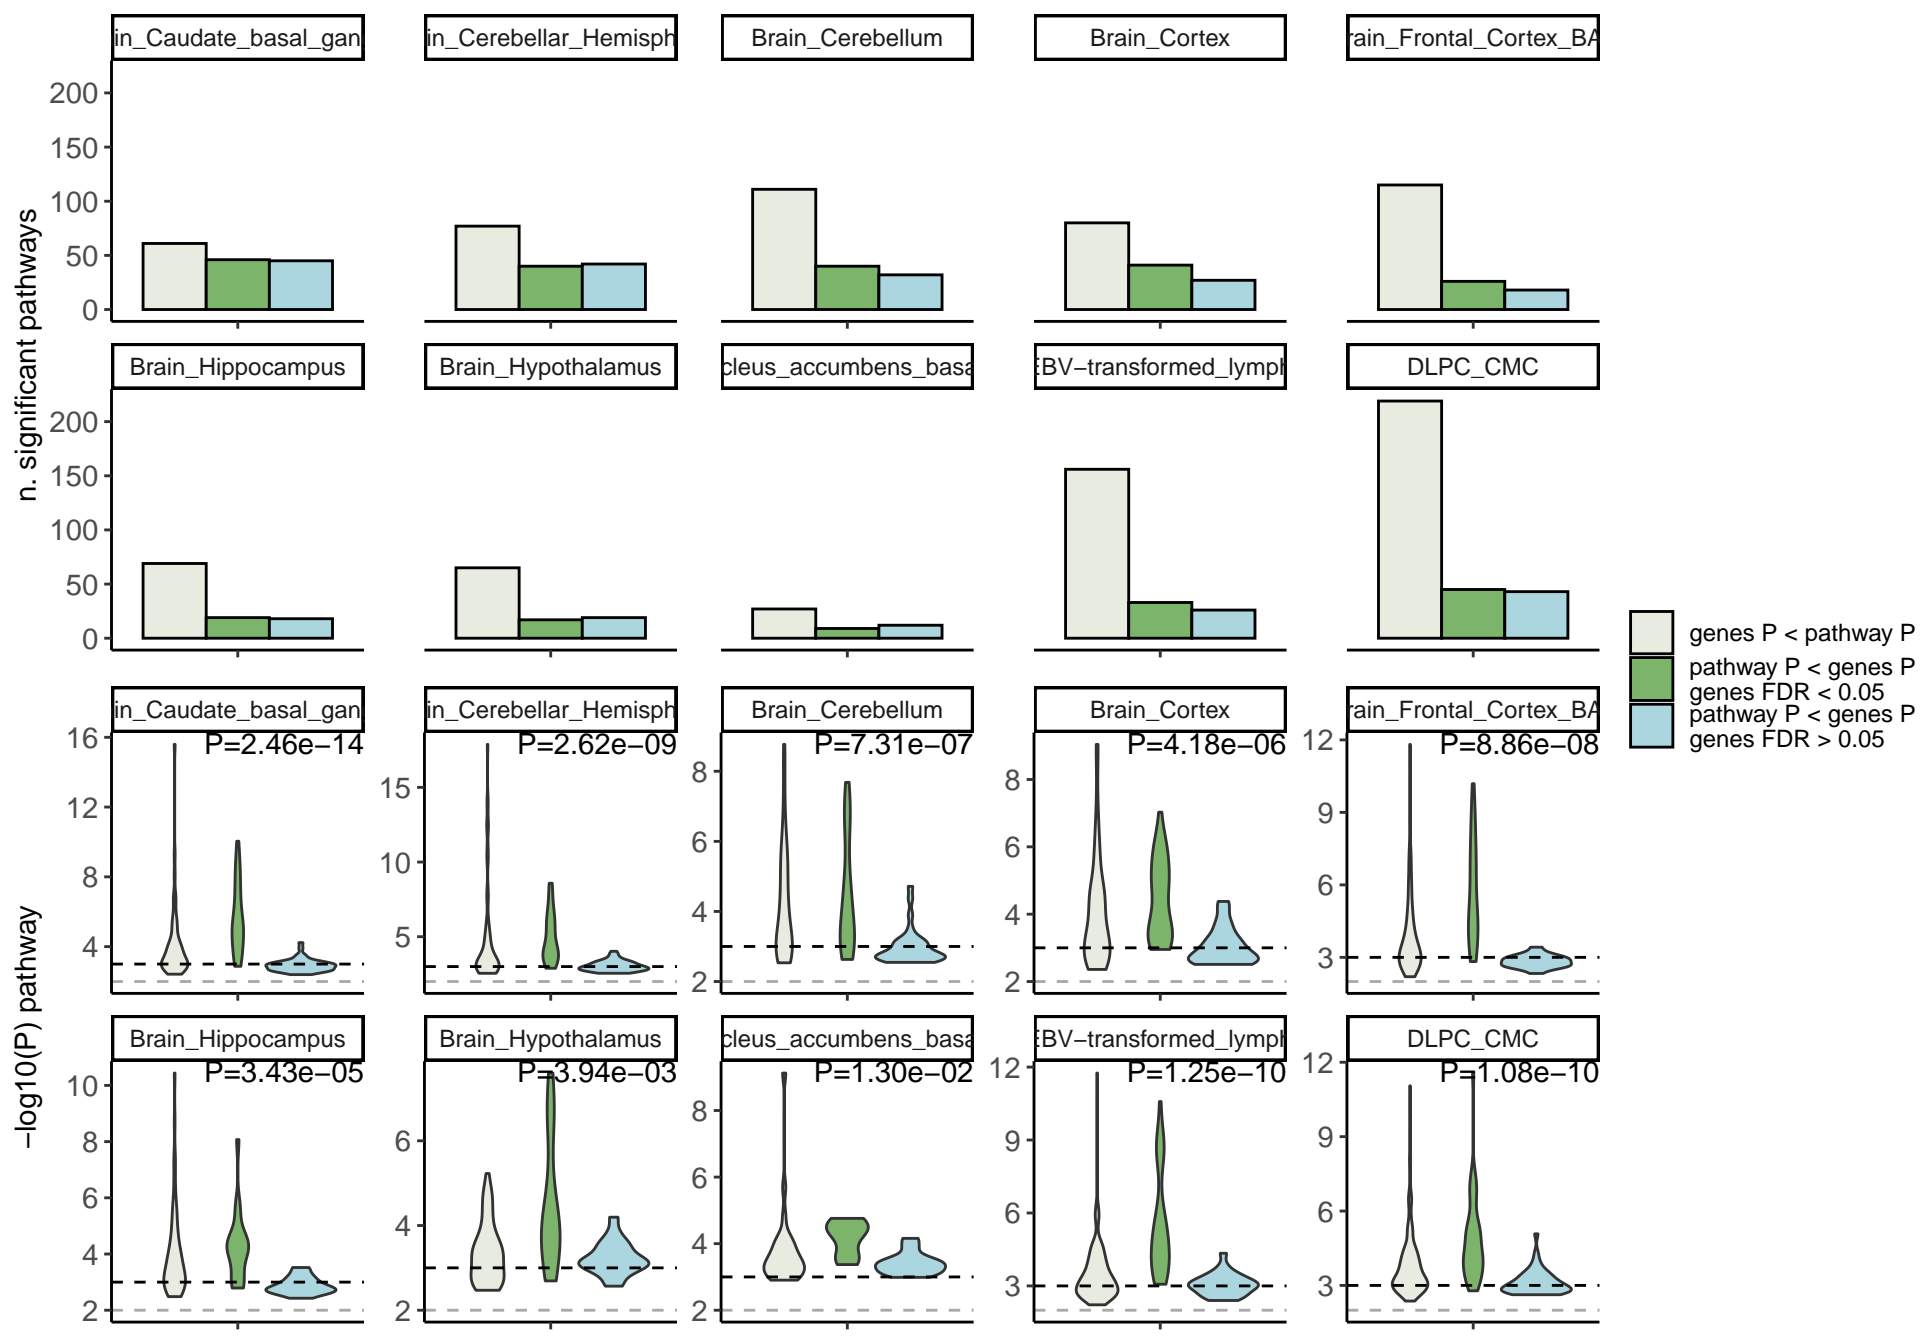 in_Caudate_basal_gan
in_Cerebellar_Hemisph
Brain_Cerebellum
Brain_Cortex
rain_Frontal_Cortex_BA
n. significant pathways
200
150
100
50
0
Brain_Hippocampus
Brain_Hypothalamus
cleus_accumbens_basa
EBV−transformed_lymph
DLPC_CMC
200
150
100
50
0
genes P < pathway P
pathway P < genes P
genes FDR < 0.05
pathway P < genes P
genes FDR > 0.05
in_Caudate_basal_gan
in_Cerebellar_Hemisph
Brain_Cerebellum
Brain_Cortex
rain_Frontal_Cortex_BA
−log10(P) pathway
P=2.46e−14
16
12
8
4
P=2.62e−09
15
10
5
P=7.31e−07
8
6
4
2
P=4.18e−06
8
6
4
2
P=8.86e−08
12
9
6
3
Brain_Hippocampus
Brain_Hypothalamus
cleus_accumbens_basa
EBV−transformed_lymph
DLPC_CMC
P=3.43e−05
10
8
6
4
2
P=3.94e−03
6
4
2
P=1.30e−02
8
6
4
2
P=1.25e−10
12
9
6
3
P=1.08e−10
12
9
6
3